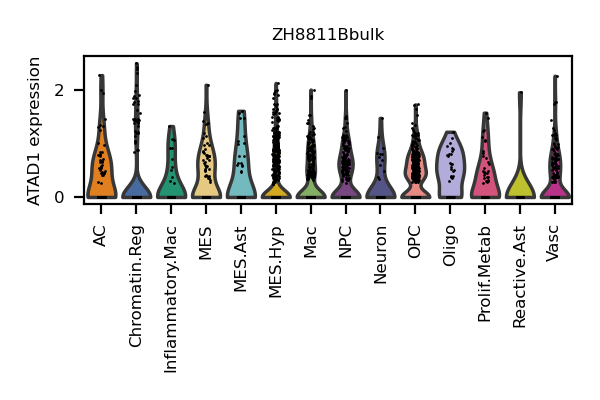 ZH8811Bbulk
ATAD1 expression
2
0
AC
Chromatin.Reg
Inflammatory.Mac
MES
MES.Ast
MES.Hyp
Mac
NPC
Neuron
OPC
Oligo
Prolif.Metab
Reactive.Ast
Vasc